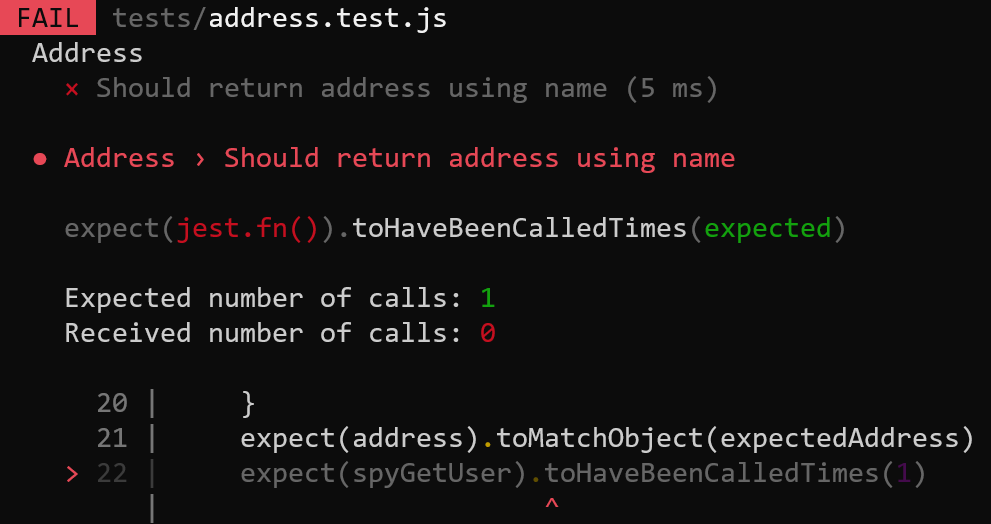 FAIL tests/address.test.js
Address
× Should return address using name (5 ms)
● Address › Should return address using name
expect(jest.fn()).toHaveBeenCalledTimes(expected)
Expected number of calls: 1
Received number of calls: 0
20 | }
21 | expect(address).toMatchObject(expectedAddress)
> 22 | expect(spyGetUser).toHaveBeenCalledTimes(1)
| ^